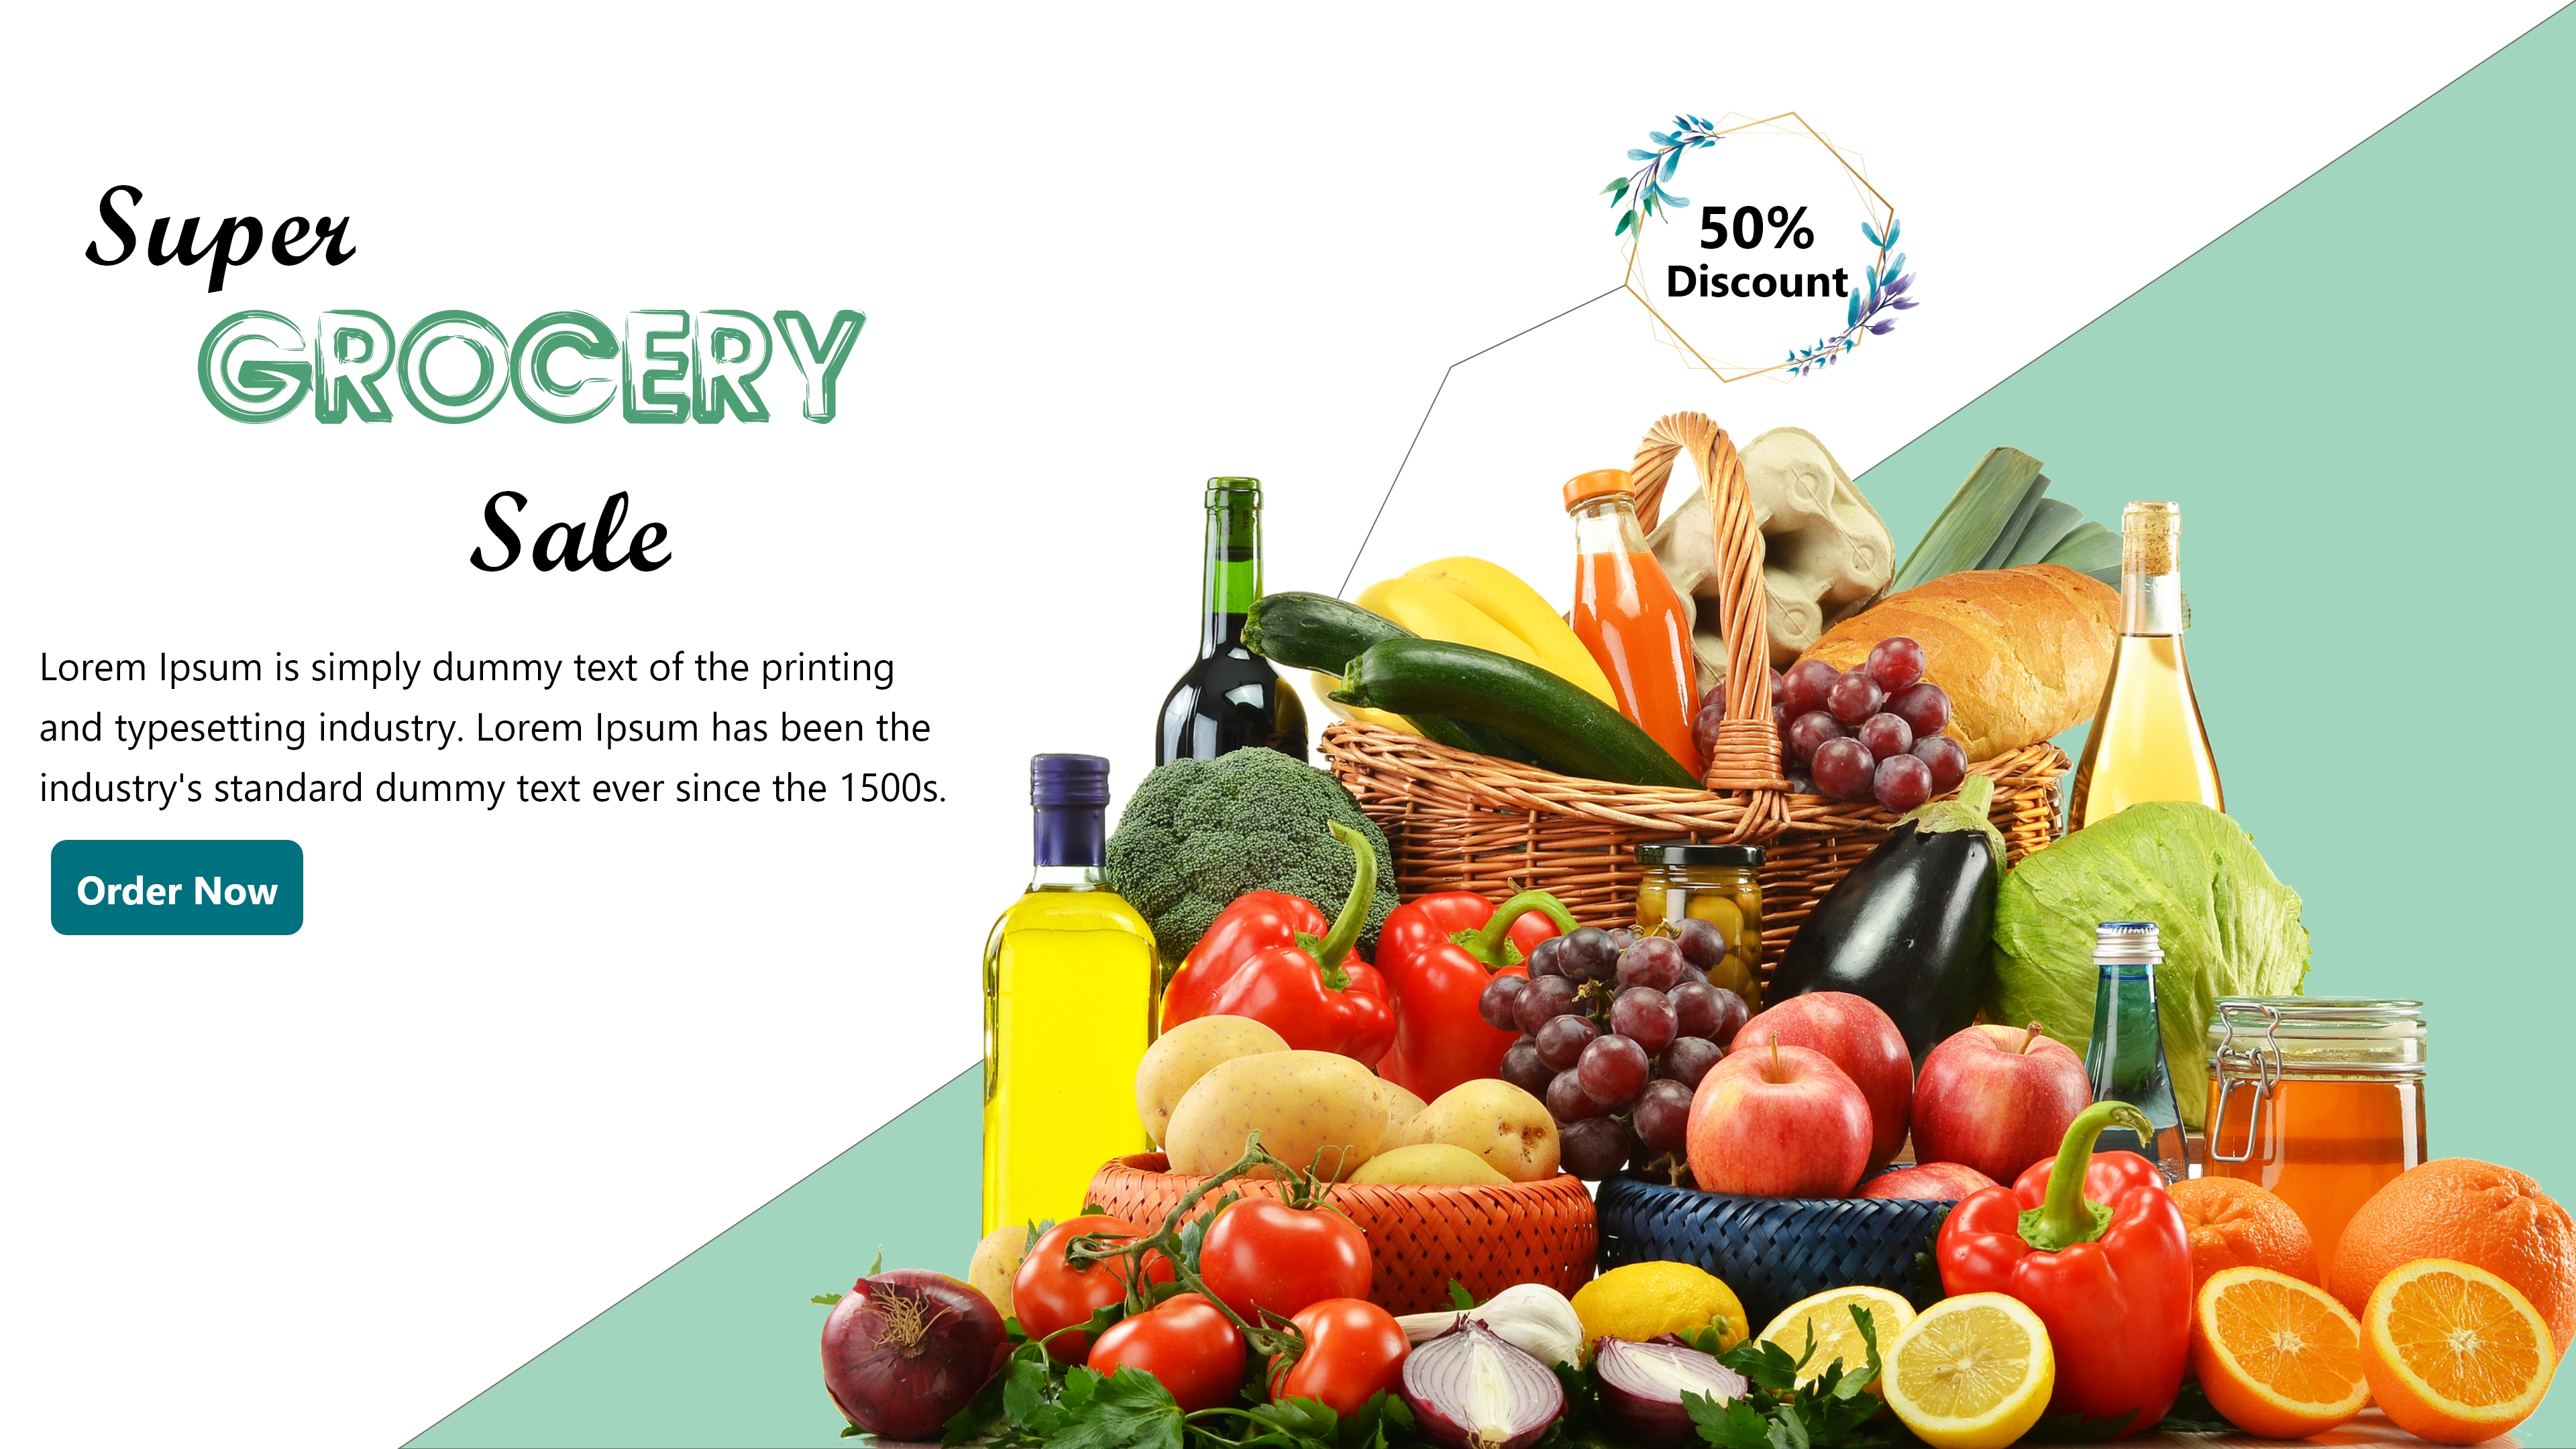 Super
GROCERY
Sale
Lorem Ipsum is simply dummy text of the printing
and typesetting industry. Lorem Ipsum has been the
industry's standard dummy text ever since the 1500s.
Order Now
50%
Discount